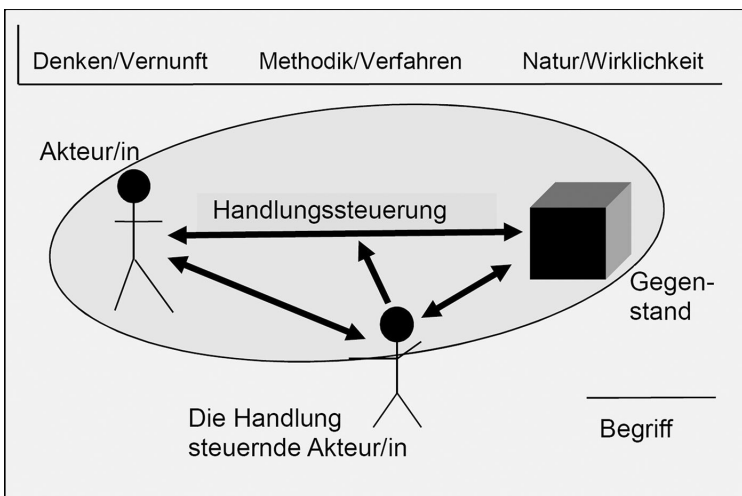 Denken/Vernunft Methodik/Verfahren Natur/Wirklichkeit
Akteur/in
Handlungssteuerung
Gegen-
stand
Die Handlung
steuernde Akteur/in
Begriff